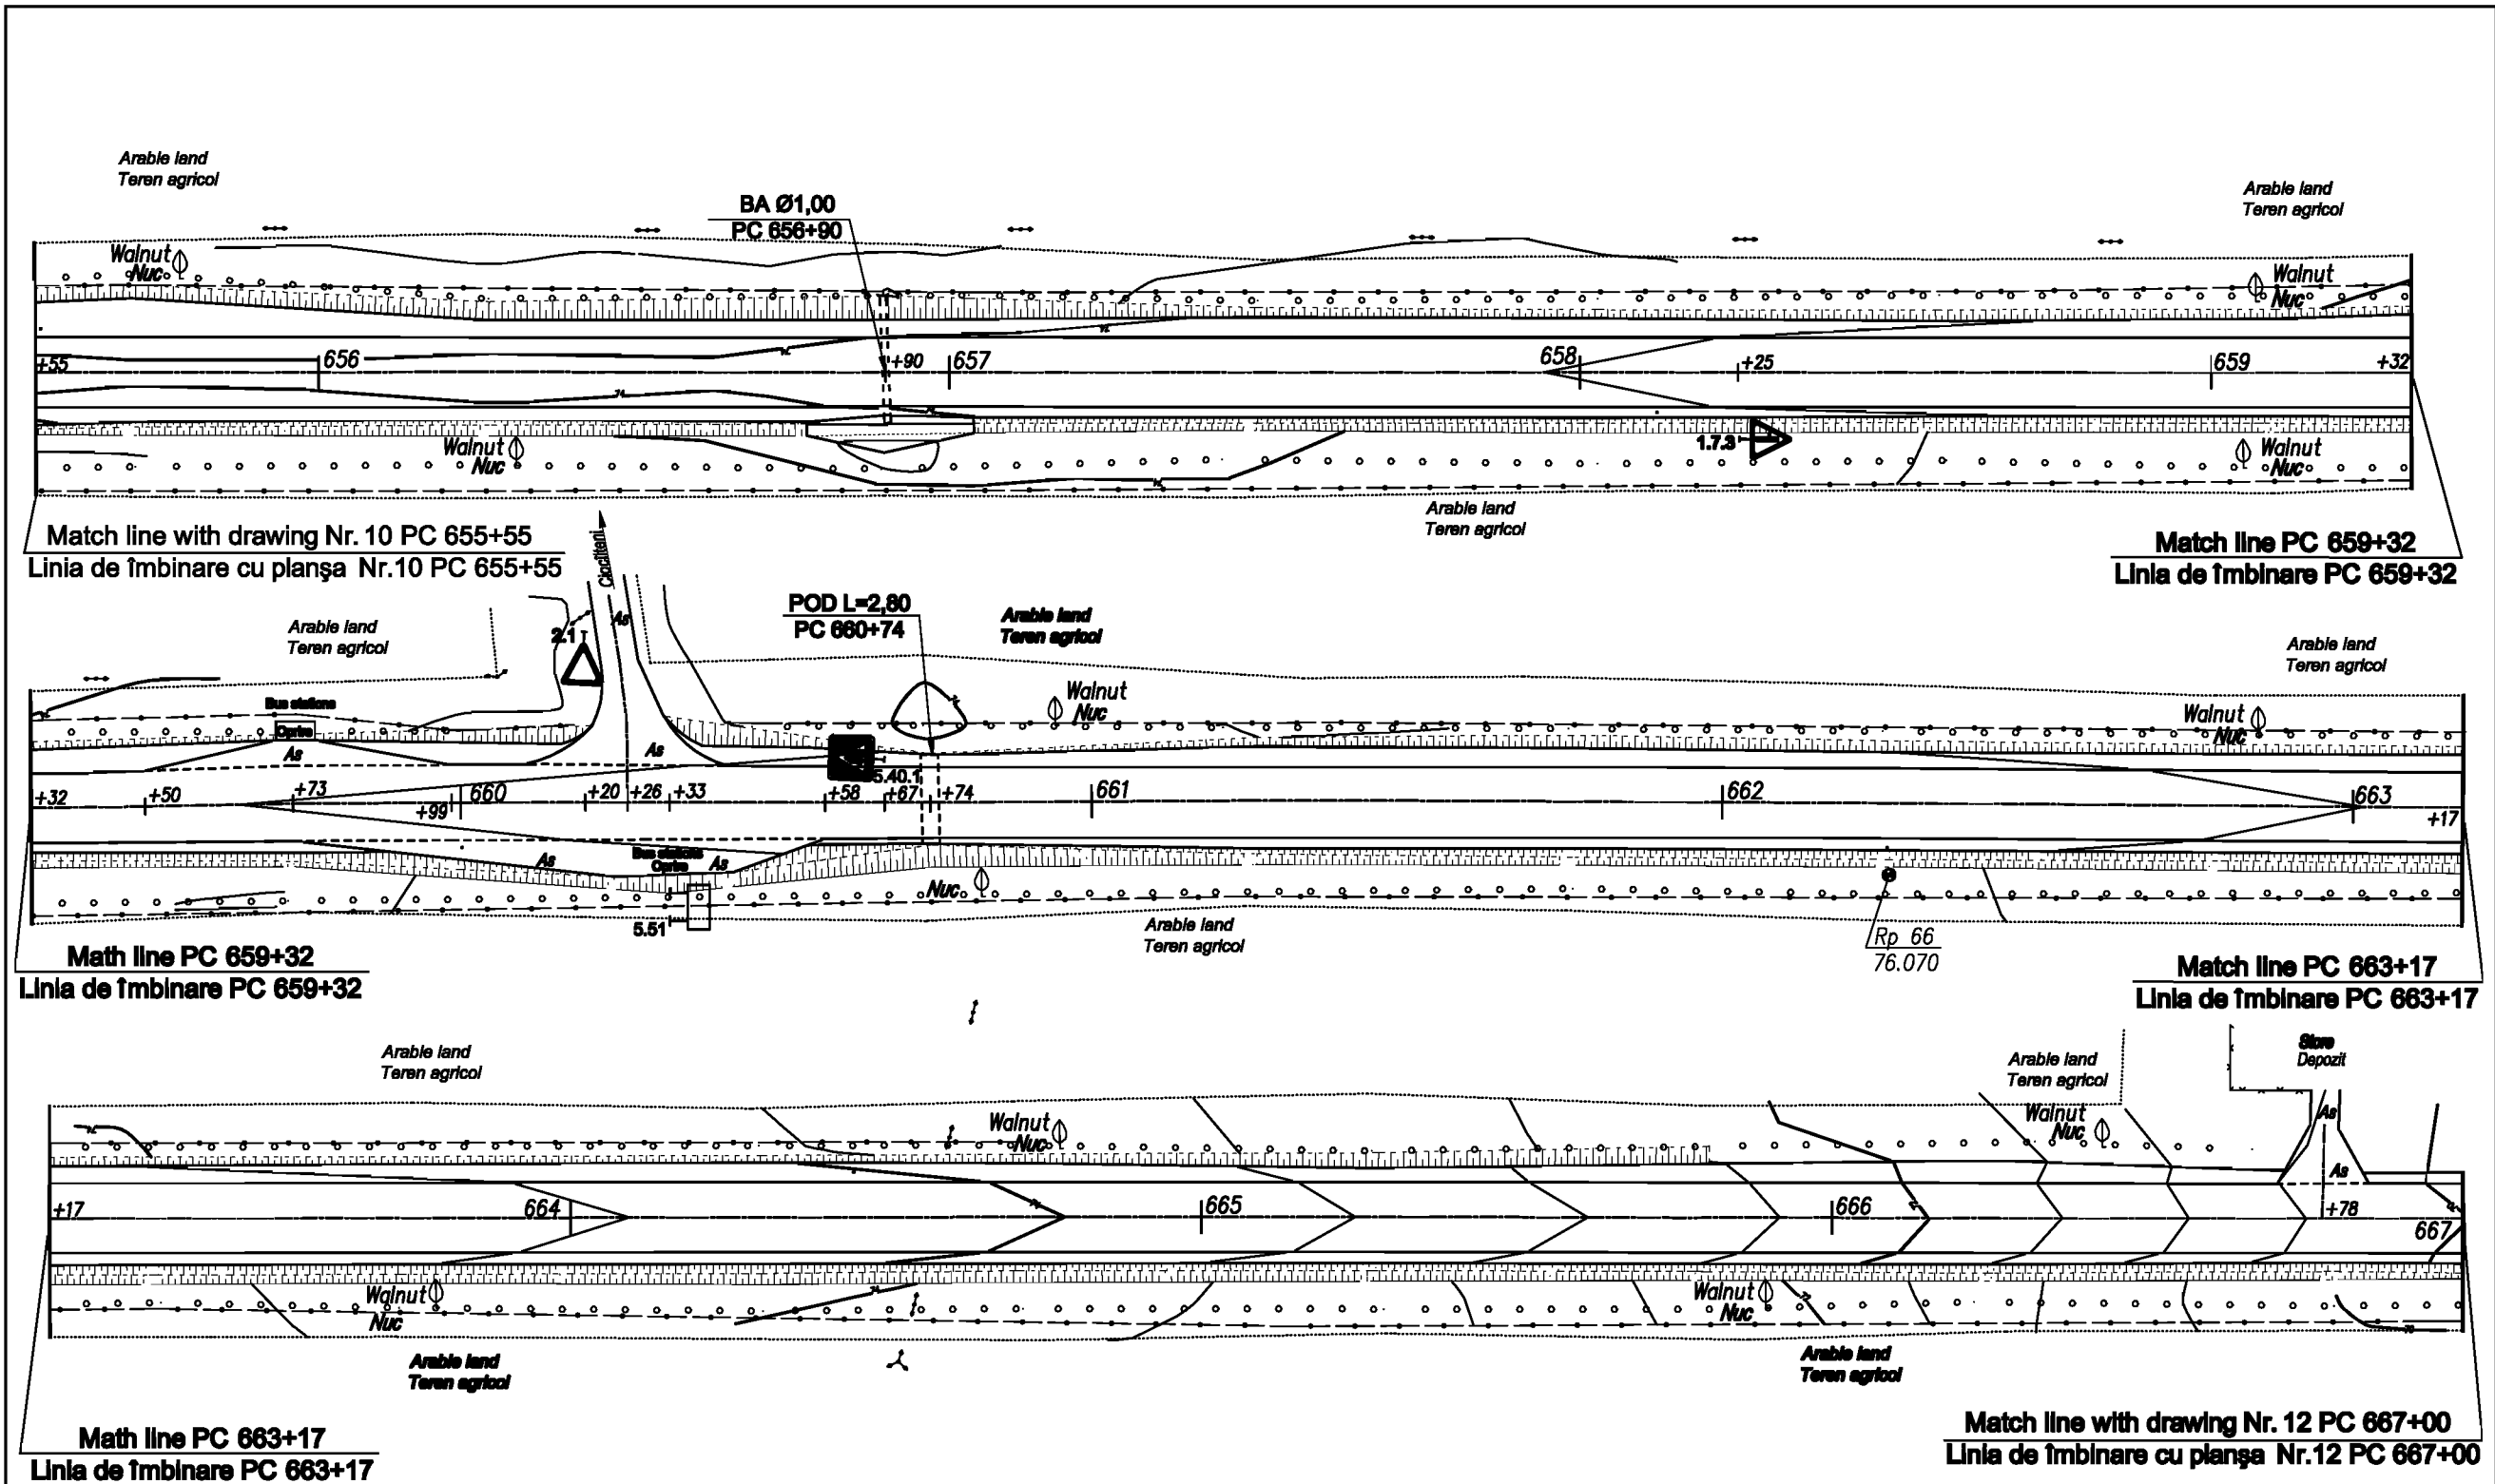 Arable land
Teren agricol
BA Ø1,00
PC 656+90
Arable land
Teren agricol
Walnut
Nuc
Walnut
Nuc
+55
656
+90
657
658
+25
659
+32
Walnut
Nuc
1.7.3
Walnut
Nuc
Arable land
Teren agricol
Match line with drawing Nr. 10 PC 655+55
Linia de îmbinare cu planşa Nr.10 PC 655+55
Match line PC 659+32
Linia de îmbinare PC 659+32
Arable land
Teren agricol
2.1
As
POD L=2,80
PC 660+74
Arable land
Teren agricol
Arable land
Teren agricol
Bus stations
Oprire
As
As
Walnut
Nuc
Walnut
Nuc
5.40.1
+32
+50
+73
+99
660
+20
+26
+33
+58
+67
+74
661
662
663
+17
As
Bus stations
Oprire
As
Nuc
5.51
Arable land
Teren agricol
Rp 66
76.070
Math line PC 659+32
Linia de îmbinare PC 659+32
Match line PC 663+17
Linia de îmbinare PC 663+17
Arable land
Teren agricol
Arable land
Teren agricol
Store
Depozit
Walnut
Nuc
Walnut
Nuc
As
As
+17
664
665
666
+78
667
Walnut
Nuc
Walnut
Nuc
Arable land
Teren agricol
Arable land
Teren agricol
Math line PC 663+17
Linia de îmbinare PC 663+17
Match line with drawing Nr. 12 PC 667+00
Linia de îmbinare cu planşa Nr.12 PC 667+00